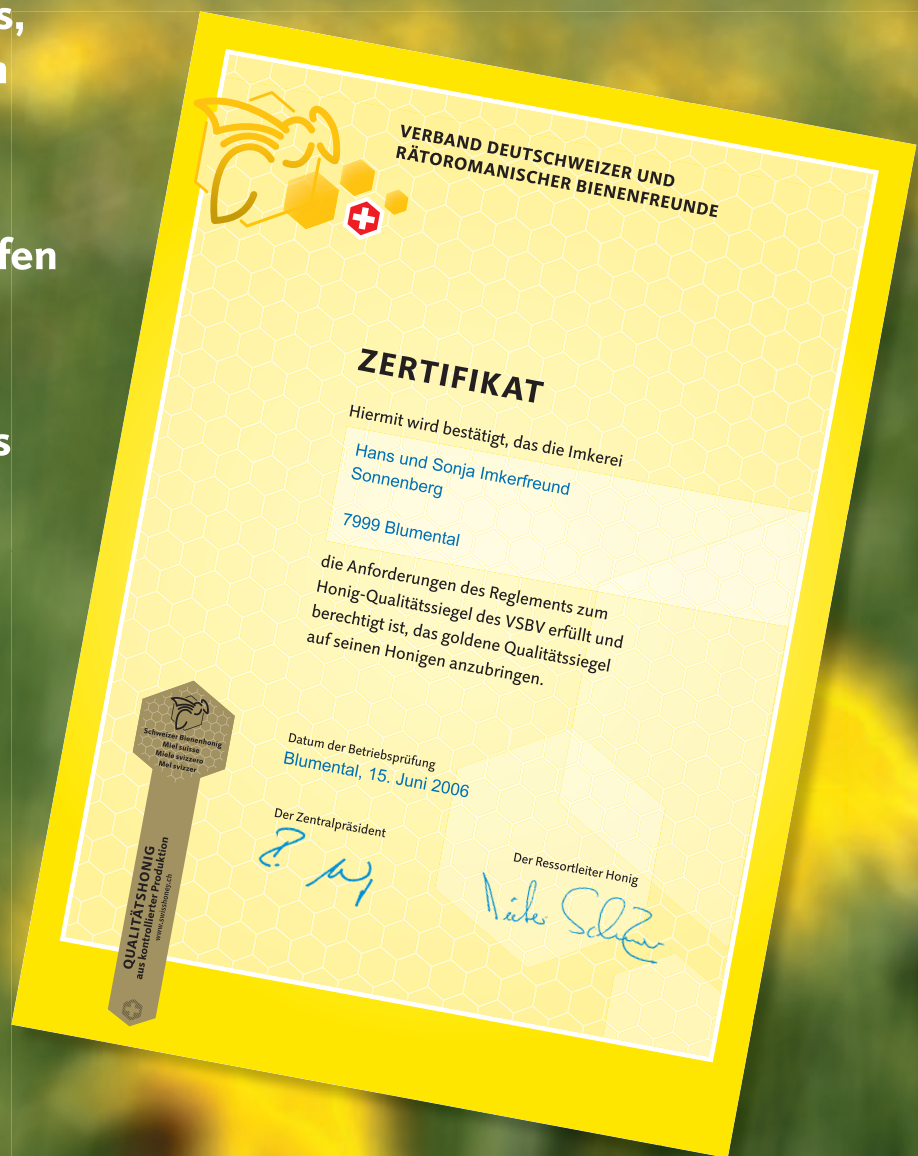 s,
n
fen
s
VERBAND DEUTSCHWEIZER UND
RÄTOROMANISCHER BIENENFREUNDE
ZERTIFIKAT
Hiermit wird bestätigt, das die Imkerei
Hans und Sonja Imkerfreund
Sonnenberg
7999 Blumental
die Anforderungen des Reglements zum
Honig-Qualitätssiegel des VSBV erfüllt und
berechtigt ist, das goldene Qualitätssiegel
auf seinen Honigen anzubringen.
Schweizer Bienenhonig
Miel suisse
Miele svizzero
Mel svizzer
QUALITÄTSHONIG
aus kontrollierter Produktion
www.swisshoney.ch
Datum der Betriebsprüfung
Blumental, 15. Juni 2006
Der Zentralpräsident
Der Ressortleiter Honig